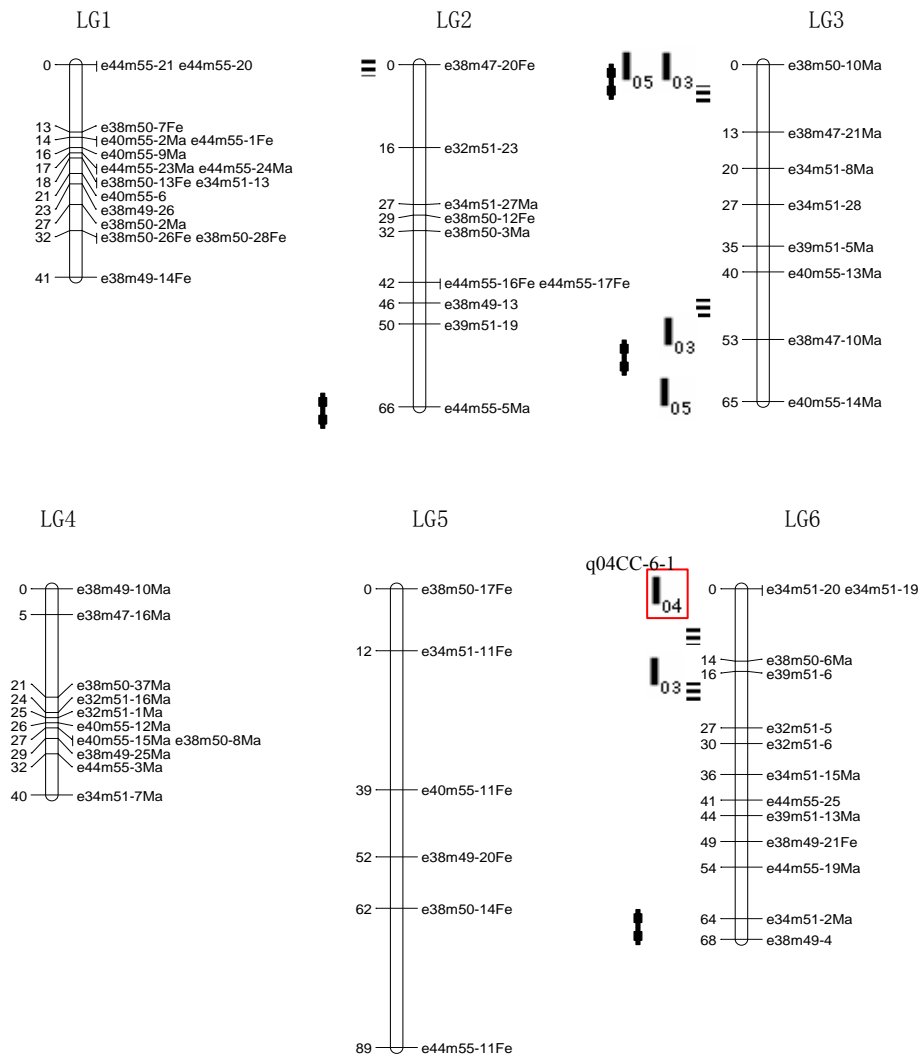 LG1
0 e44m55-21 e44m55-20
13 e38m50-7Fe
14 e40m55-2Ma e44m55-1Fe
16 e40m55-9Ma
17 e44m55-23Ma e44m55-24Ma
18 e38m50-13Fe e34m51-13
21 e40m55-6
23 e38m49-26
27 e38m50-2Ma
32 e38m50-26Fe e38m50-28Fe
41 e38m49-14Fe
LG2
0 e38m47-20Fe
16 e32m51-23
27 e34m51-27Ma
29 e38m50-12Fe
32 e38m50-3Ma
42 e44m55-16Fe e44m55-17Fe
46 e38m49-13
50 e39m51-19
66 e44m55-5Ma
LG3
05 03
0 e38m50-10Ma
13 e38m47-21Ma
20 e34m51-8Ma
27 e34m51-28
35 e39m51-5Ma
40 e40m55-13Ma
03
53 e38m47-10Ma
65 e40m55-14Ma
05
LG4
0 e38m49-10Ma
5 e38m47-16Ma
21 e38m50-37Ma
24 e32m51-16Ma
25 e32m51-1Ma
26 e40m55-12Ma
27 e40m55-15Ma e38m50-8Ma
29 e38m49-25Ma
32 e44m55-3Ma
40 e34m51-7Ma
LG5
0 e38m50-17Fe
12 e34m51-11Fe
39 e40m55-11Fe
52 e38m49-20Fe
62 e38m50-14Fe
89 e44m55-11Fe
LG6
q04CC-6-1
04
0 e34m51-20 e34m51-19
14 e38m50-6Ma
16 e39m51-6
03
27 e32m51-5
30 e32m51-6
36 e34m51-15Ma
41 e44m55-25
44 e39m51-13Ma
49 e38m49-21Fe
54 e44m55-19Ma
64 e34m51-2Ma
68 e38m49-4